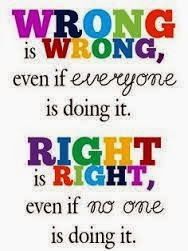 WRONG
is WRONG,
even if everyone
is doing it.
RIGHT
is RIGHT,
even if no one
is doing it.